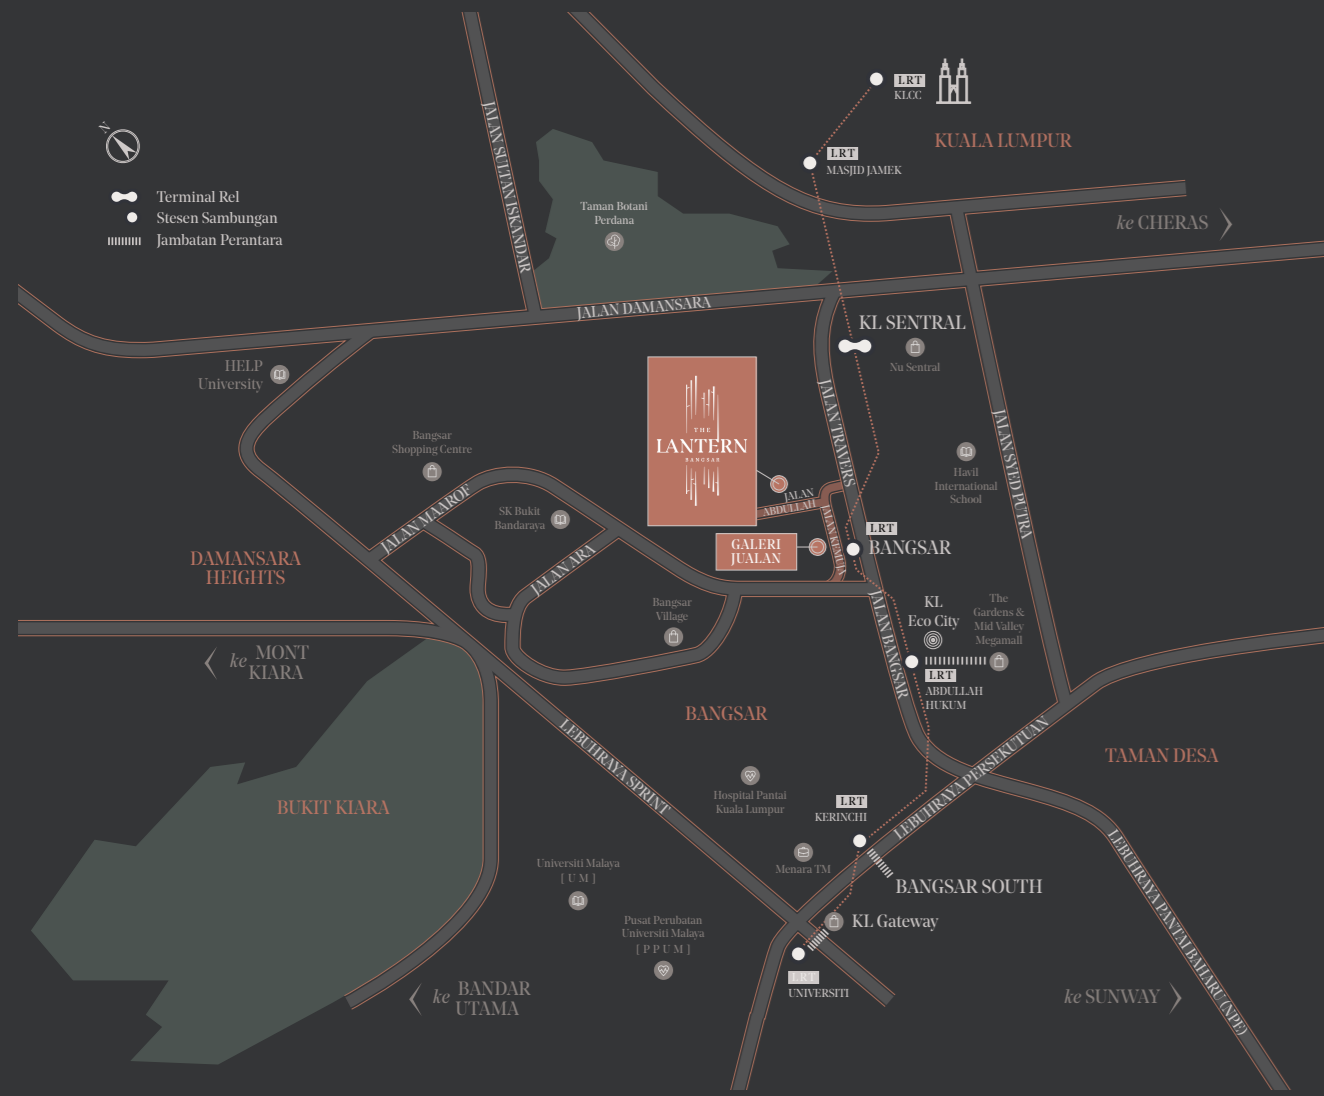 N
Terminal Rel
Stesen Sambungan
Jambatan Perantara
JALAN SULTAN ISKANDAR
Taman Botani
Perdana
LRT
KLCC
KUALA LUMPUR
LRT
MASJID JAMEK
ke CHERAS
JALAN DAMANSARA
KL SENTRAL
Nu Sentral
HELP
University
Bangsar
Shopping Centre
THE
LANTERN
BANGSAR
JALAN TRAVERS
JALAN SYED PUTRA
Havil
International
School
JALAN MAAROF
SK Bukit
Bandaraya
JALAN
ABDULLAH
JALAN KEMUJA
GALERI
JUALAN
LRT
BANGSAR
DAMANSARA
HEIGHTS
JALAN ARA
Bangsar
Village
KL
Eco City
The
Gardens &
Mid Valley
Megamall
JALAN BANGSAR
LRT
ABDULLAH
HUKUM
ke MONT
KIARA
BANGSAR
LEBUHRAYA SPRINT
LEBUHRAYA PERSEKUTUAN
TAMAN DESA
BUKIT KIARA
Hospital Pantai
Kuala Lumpur
LRT
KERINCHI
Menara TM
BANGSAR SOUTH
Universiti Malaya
[ U M ]
Pusat Perubatan
Universiti Malaya
[ P P U M ]
KL Gateway
LRT
UNIVERSITI
LEBUHRAYA PANTAI BAHARU (NPE)
ke BANDAR
UTAMA
ke SUNWAY